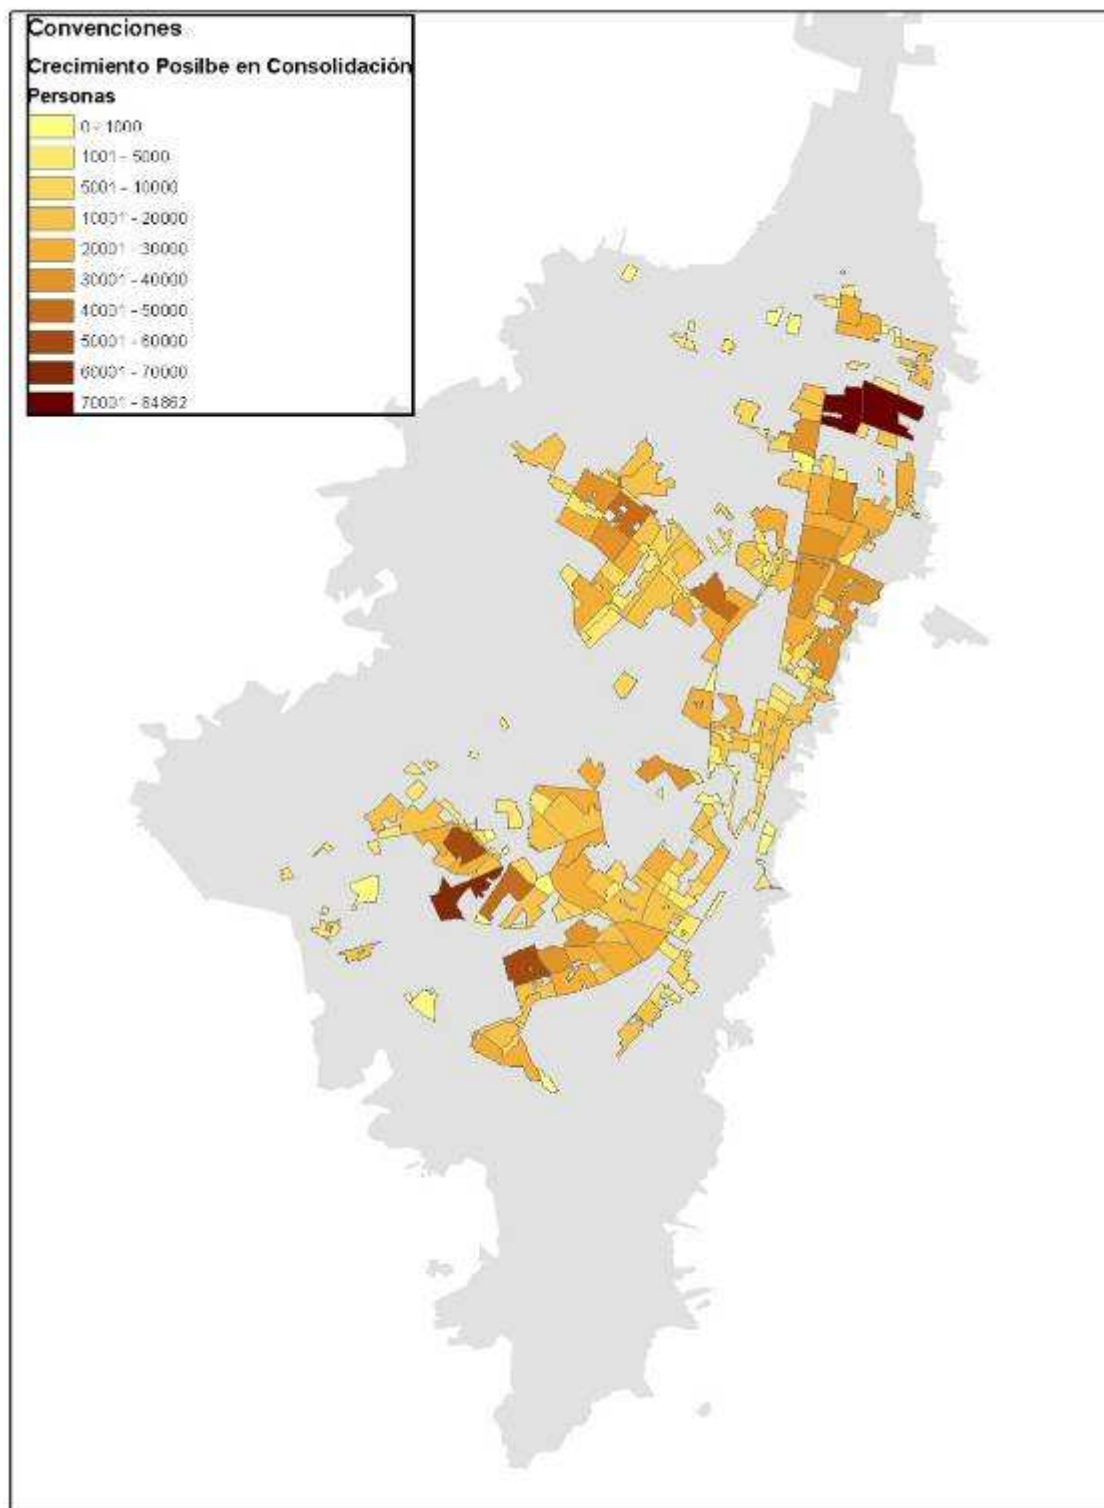 Convenciones
Crecimiento Posilbe en Consolidación
Personas
0 - 1000
1001 - 5000
5001 - 10000
10001 - 20000
20001 - 30000
30001 - 40000
40001 - 50000
50001 - 60000
60001 - 70000
70001 - 84862